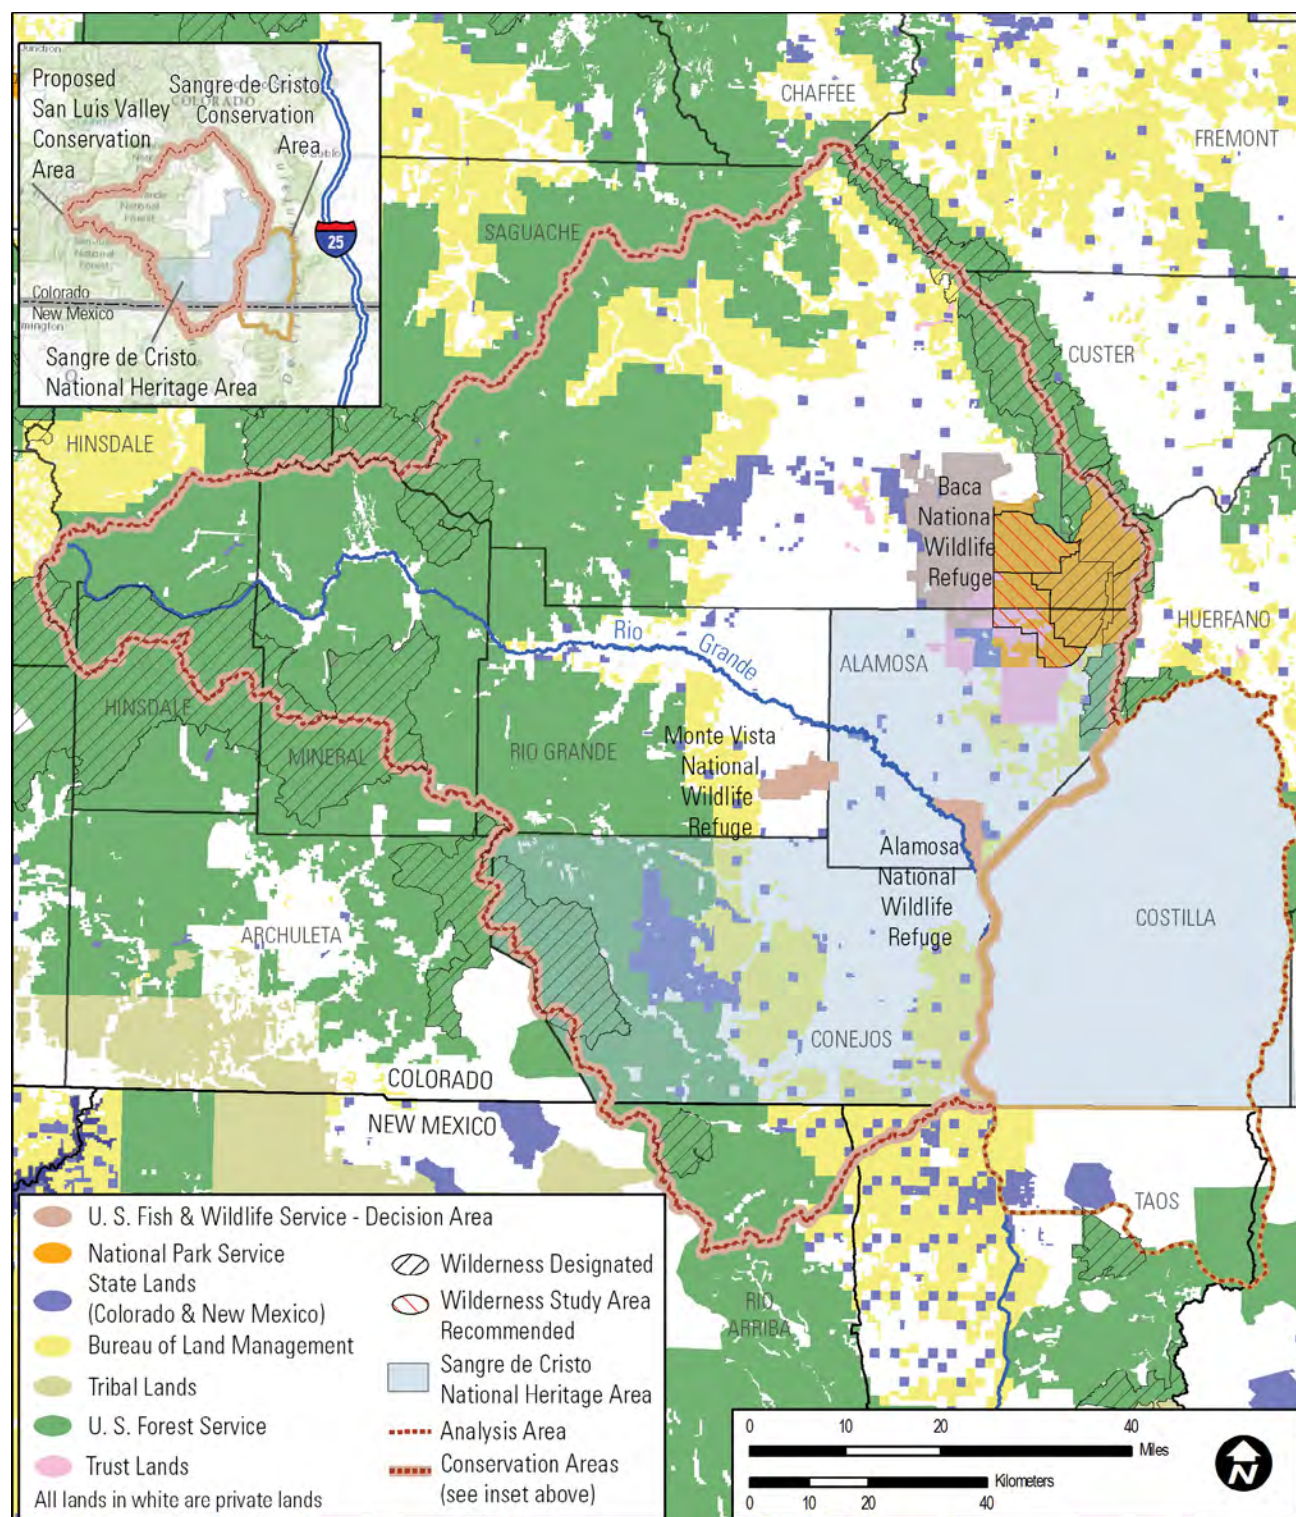 Proposed
San Luis Valley
Conservation
Area
Sangre de Cristo
Conservation
Area
COLORADO
25
Colorado
New Mexico
Sangre de Cristo
National Heritage Area
CHAFFEE
FREMONT
SAGUACHE
CUSTER
HINSDALE
Baca
National
Wildlife
Refuge
HUERFANO
Rio
Grande
ALAMOSA
HINSDALE
MINERAL
RIO GRANDE
Monte Vista
National
Wildlife
Refuge
Alamosa
National
Wildlife
Refuge
COSTILLA
ARCHULETA
CONEJOS
COLORADO
NEW MEXICO
TAOS
RIO
ARRIBA
U. S. Fish & Wildlife Service - Decision Area
National Park Service
State Lands
(Colorado & New Mexico)
Bureau of Land Management
Tribal Lands
U. S. Forest Service
Trust Lands
All lands in white are private lands
Wilderness Designated
Wilderness Study Area
Recommended
Sangre de Cristo
National Heritage Area
Analysis Area
Conservation Areas
(see inset above)
0 10 20 40
Miles
Kilometers
0 10 20 40
N